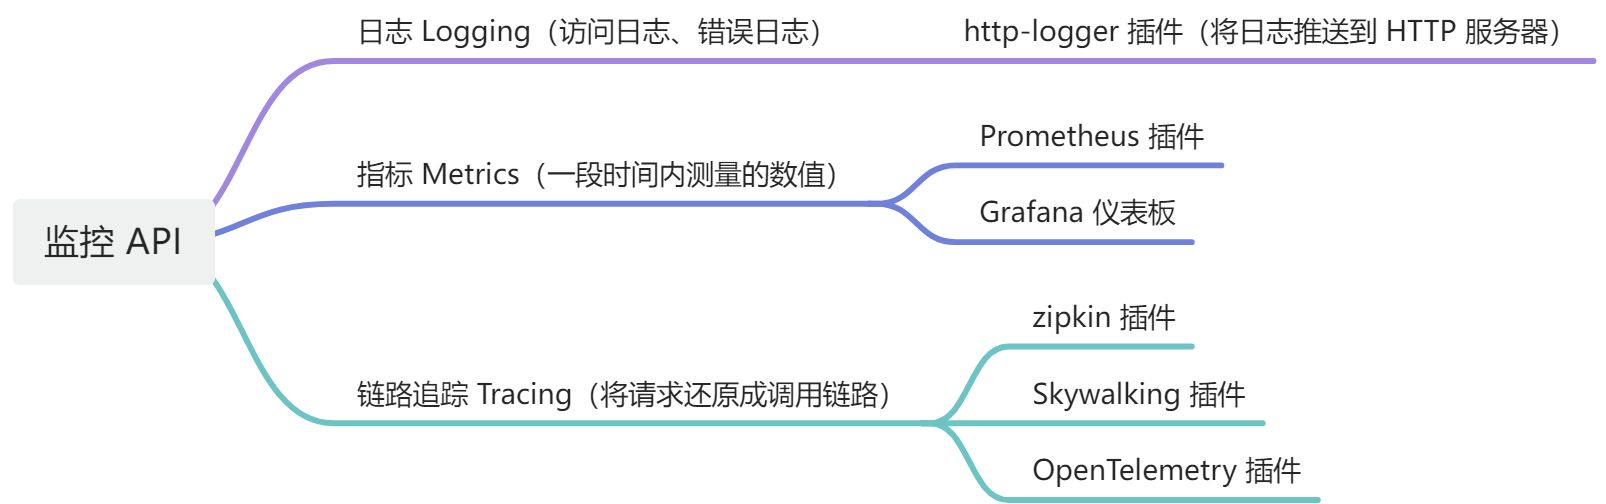 监控 API
日志 Logging（访问日志、错误日志）
http-logger 插件（将日志推送到 HTTP 服务器）
指标 Metrics（一段时间内测量的数值）
Prometheus 插件
Grafana 仪表板
链路追踪 Tracing（将请求还原成调用链路）
zipkin 插件
Skywalking 插件
OpenTelemetry 插件